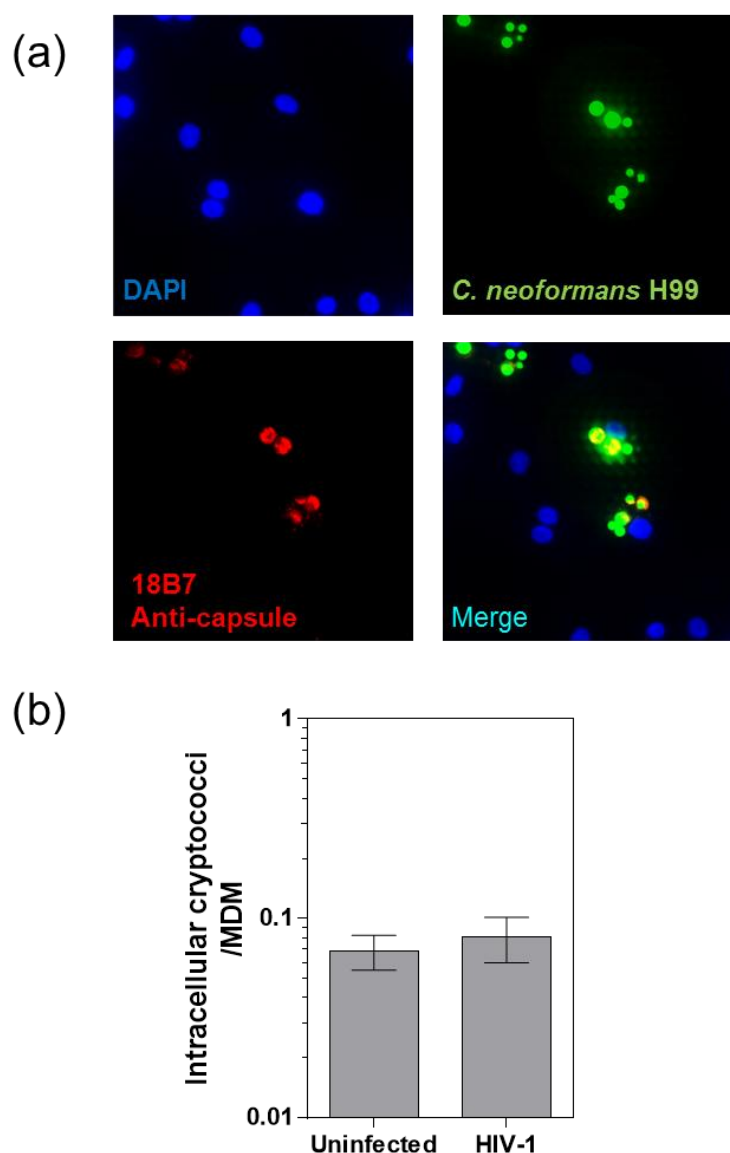 (a)
DAPI
C. neoformans H99
18B7
Anti-capsule
Merge
(b)
Intracellular cryptococci
/MDM
1
0.1
0.01
Uninfected
HIV-1